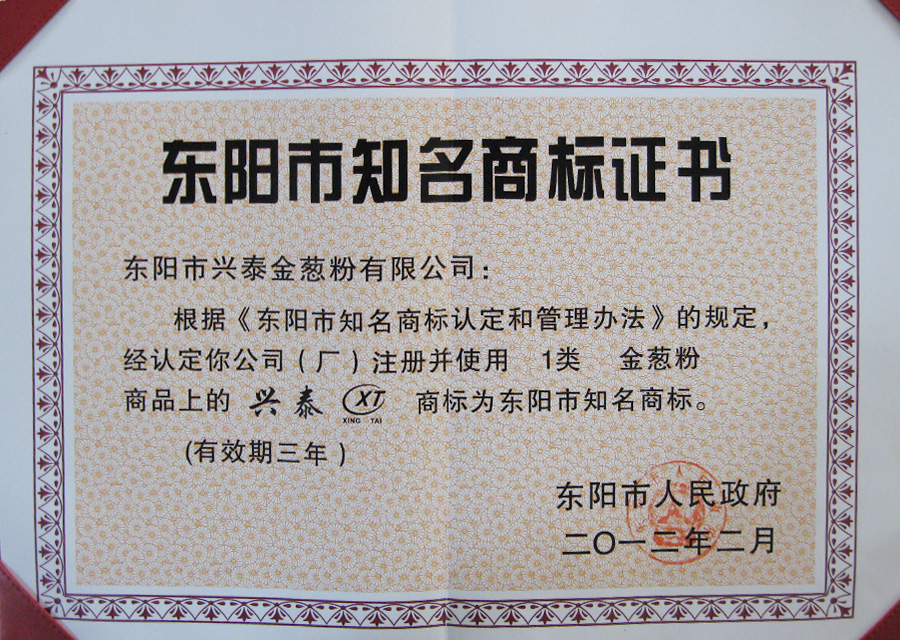 东阳市知名商标证书
东阳市兴泰金葱粉有限公司：
根据《东阳市知名商标认定和管理办法》的规定，
经认定你公司（厂）注册并使用 1类 金葱粉
商品上的 兴泰 XT XING TAI 商标为东阳市知名商标。
（有效期三年）
东阳市人民政府
二〇一二年二月